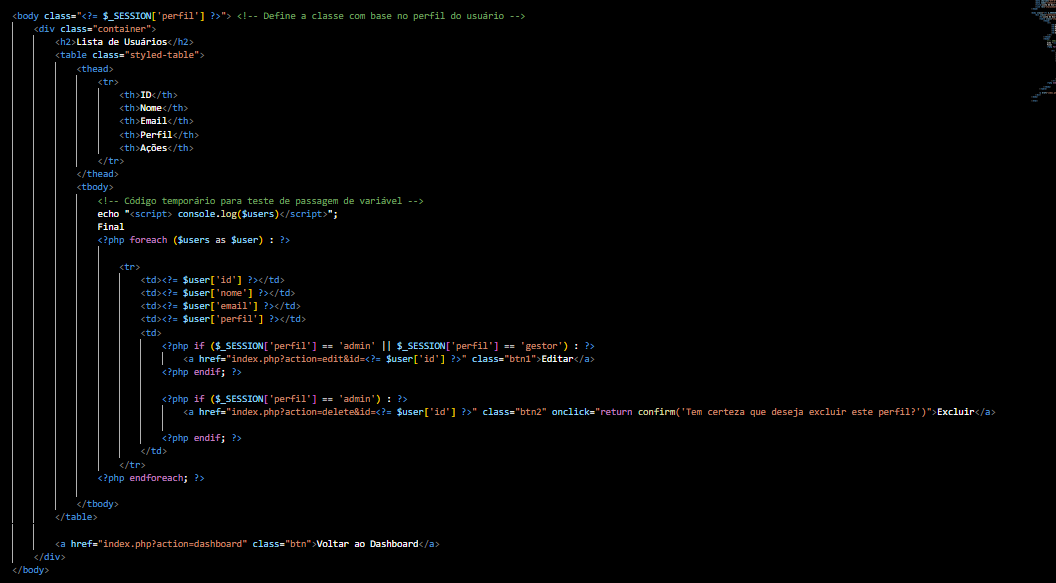 <body class="<?= $_SESSION['perfil'] ?>"> <!-- Define a classe com base no perfil do usuário -->
<div class="container">
<h2>Lista de Usuários</h2>
<table class="styled-table">
<thead>
<tr>
<th>ID</th>
<th>Nome</th>
<th>Email</th>
<th>Perfil</th>
<th>Ações</th>
</tr>
</thead>
<tbody>
<!-- Código temporário para teste de passagem de variável -->
echo "<script> console.log($users)</script>";
Final
<?php foreach ($users as $user) : ?>
<tr>
<td><?= $user['id'] ?></td>
<td><?= $user['nome'] ?></td>
<td><?= $user['email'] ?></td>
<td><?= $user['perfil'] ?></td>
<td>
<?php if ($_SESSION['perfil'] == 'admin' || $_SESSION['perfil'] == 'gestor') : ?>
<a href="index.php?action=edit&id=<?= $user['id'] ?>" class="btn1">Editar</a>
<?php endif; ?>
<?php if ($_SESSION['perfil'] == 'admin') : ?>
<a href="index.php?action=delete&id=<?= $user['id'] ?>" class="btn2" onclick="return confirm('Tem certeza que deseja excluir este perfil?')">Excluir</a>
<?php endif; ?>
</td>
</tr>
<?php endforeach; ?>
</tbody>
</table>
<a href="index.php?action=dashboard" class="btn">Voltar ao Dashboard</a>
</div>
</body>